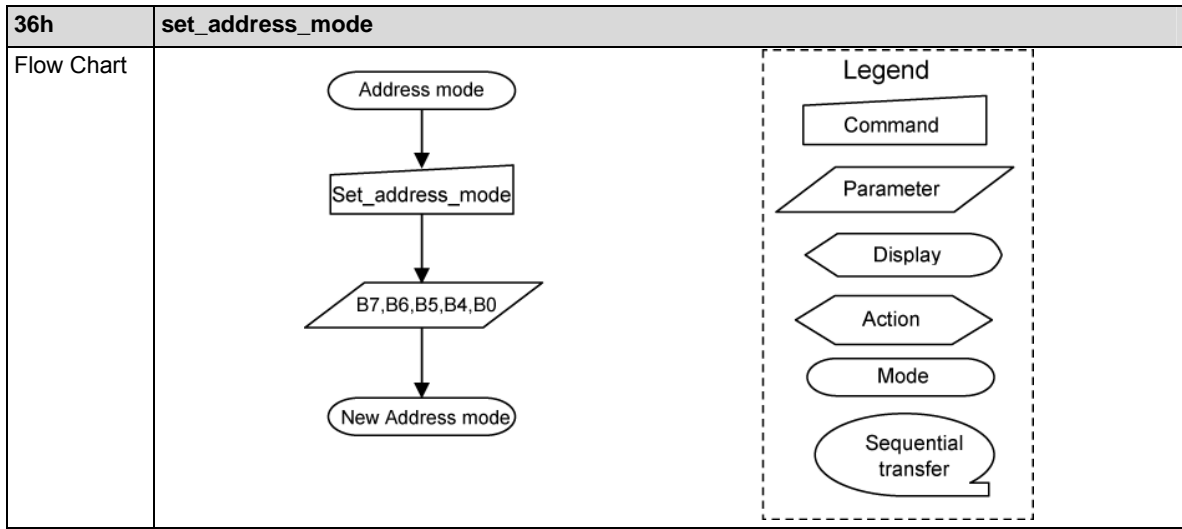 36h set_address_mode
Flow Chart
Address mode
Set_address_mode
B7,B6,B5,B4,B0
New Address mode
Legend
Command
Parameter
Display
Action
Mode
Sequential
transfer